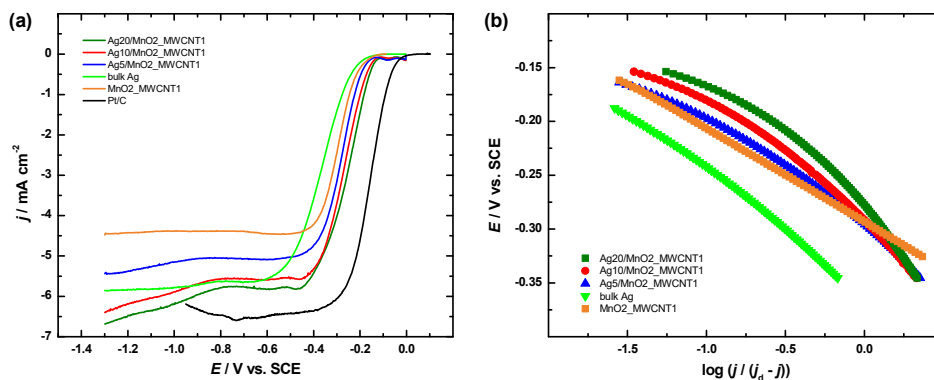 (a)
Ag20/MnO2_MWCNT1
Ag10/MnO2_MWCNT1
Ag5/MnO2_MWCNT1
bulk Ag
MnO2_MWCNT1
Pt/C
j / mA cm⁻²
1
0
-1
-2
-3
-4
-5
-6
-7
-1.4 -1.2 -1.0 -0.8 -0.6 -0.4 -0.2 0.0
E / V vs. SCE
(b)
E / V vs. SCE
-0.15
-0.20
-0.25
-0.30
-0.35
Ag20/MnO2_MWCNT1
Ag10/MnO2_MWCNT1
Ag5/MnO2_MWCNT1
bulk Ag
MnO2_MWCNT1
-1.5 -1.0 -0.5 0.0
log (j / (jd - j))